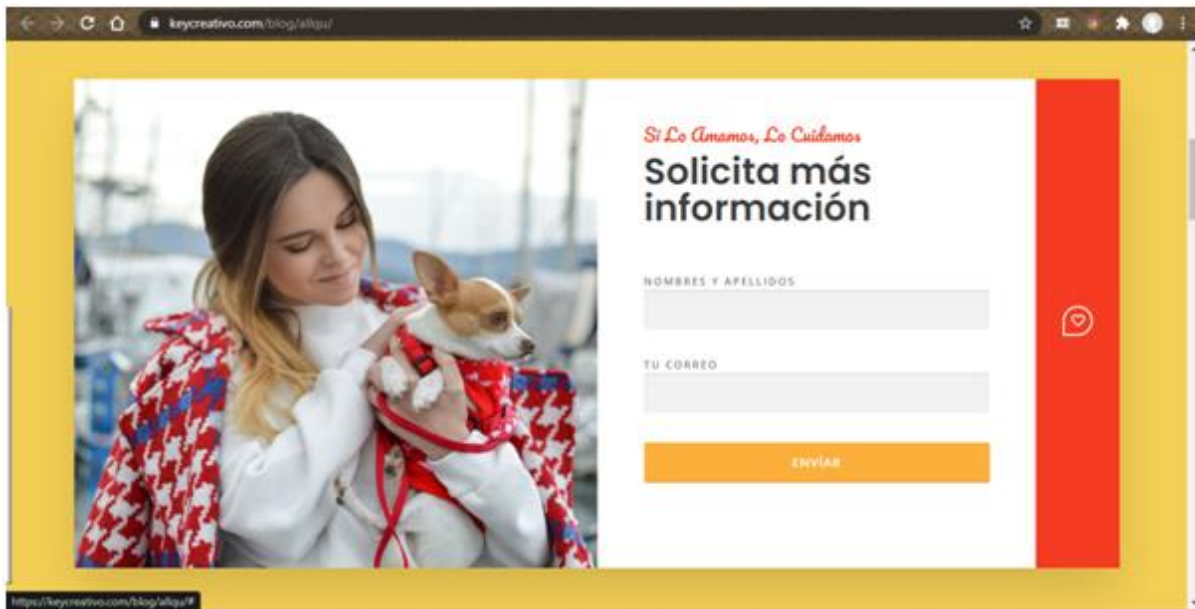 keycreativo.com/blog/allqu/
Si Lo Amamos, Lo Cuidamos
Solicita más
información
NOMBRES Y APELLIDOS
TU CORREO
ENVÍAR
https://keycreativo.com/blog/allqu/#